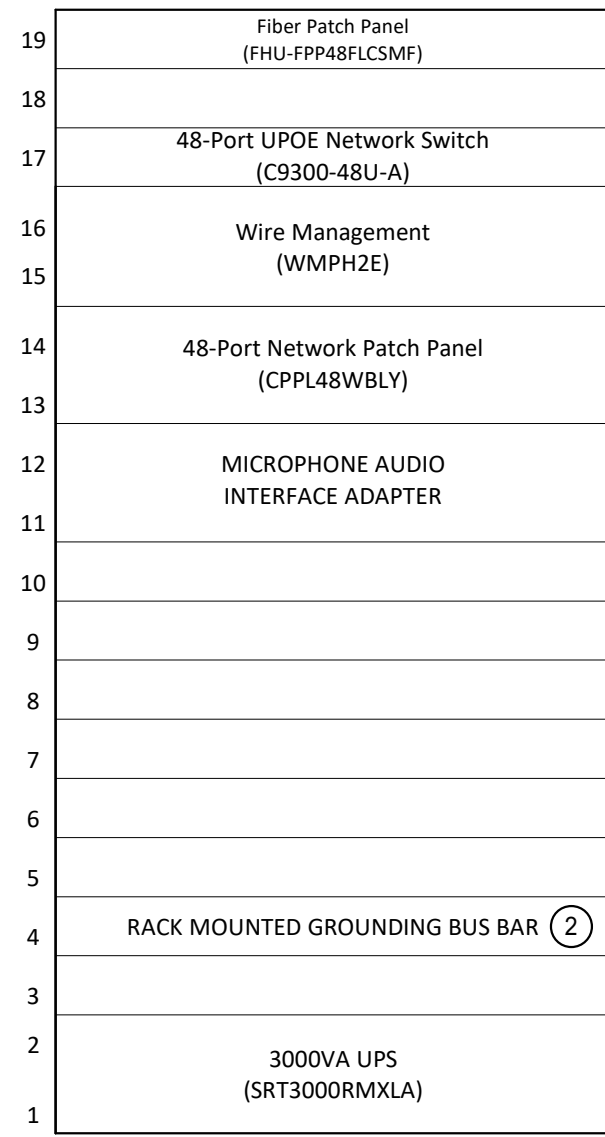 19
Fiber Patch Panel
(FHU-FPP48FLCSMF)
18
17
48-Port UPOE Network Switch
(C9300-48U-A)
16
Wire Management
15
(WMPH2E)
14
48-Port Network Patch Panel
(CPPL48WBLY)
13
12
MICROPHONE AUDIO
INTERFACE ADAPTER
11
10
9
8
7
6
5
4
RACK MOUNTED GROUNDING BUS BAR 2
3
2
3000VA UPS
(SRT3000RMXLA)
1